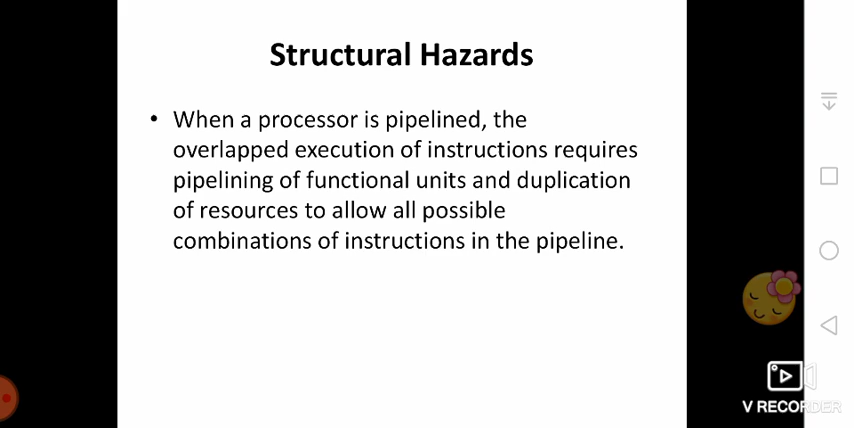 Structural Hazards
• When a processor is pipelined, the
overlapped execution of instructions requires
pipelining of functional units and duplication
of resources to allow all possible
combinations of instructions in the pipeline.
V RECORDER